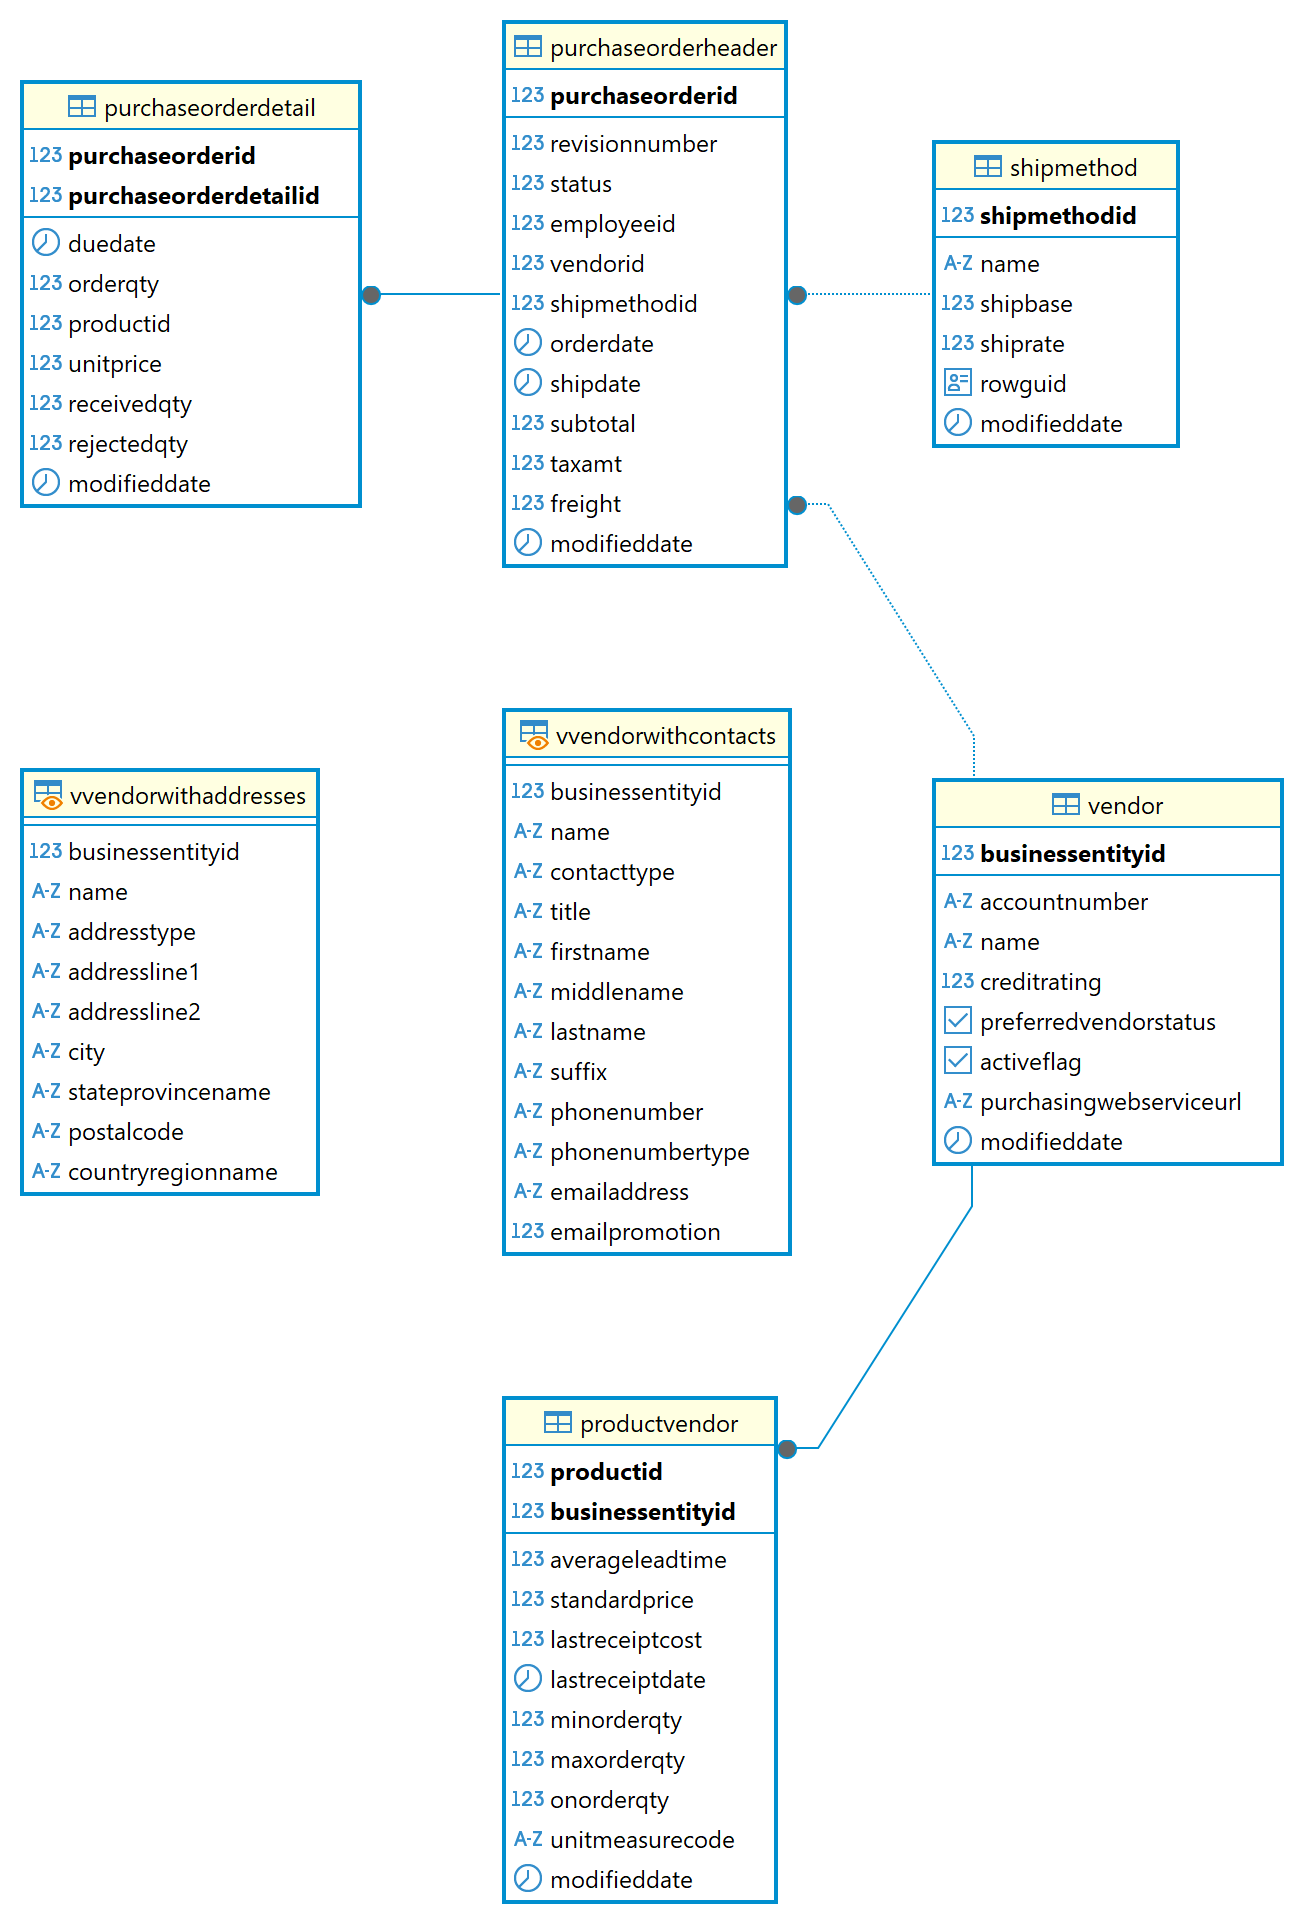 purchaseorderheader
123 purchaseorderid
123 revisionnumber
123 status
123 employeeid
123 vendorid
123 shipmethodid
orderdate
shipdate
123 subtotal
123 taxamt
123 freight
modifieddate
purchaseorderdetail
123 purchaseorderid
123 purchaseorderdetailid
duedate
123 orderqty
123 productid
123 unitprice
123 receivedqty
123 rejectedqty
modifieddate
shipmethod
123 shipmethodid
A-Z name
123 shipbase
123 shiprate
rowguid
modifieddate
vvendorwithaddresses
123 businessentityid
A-Z name
A-Z addresstype
A-Z addressline1
A-Z addressline2
A-Z city
A-Z stateprovincename
A-Z postalcode
A-Z countryregionname
vvendorwithcontacts
123 businessentityid
A-Z name
A-Z contacttype
A-Z title
A-Z firstname
A-Z middlename
A-Z lastname
A-Z suffix
A-Z phonenumber
A-Z phonenumbertype
A-Z emailaddress
123 emailpromotion
vendor
123 businessentityid
A-Z accountnumber
A-Z name
123 creditrating
preferredvendorstatus
activeflag
A-Z purchasingwebserviceurl
modifieddate
productvendor
123 productid
123 businessentityid
123 averageleadtime
123 standardprice
123 lastreceiptcost
lastreceiptdate
123 minorderqty
123 maxorderqty
123 onorderqty
A-Z unitmeasurecode
modifieddate